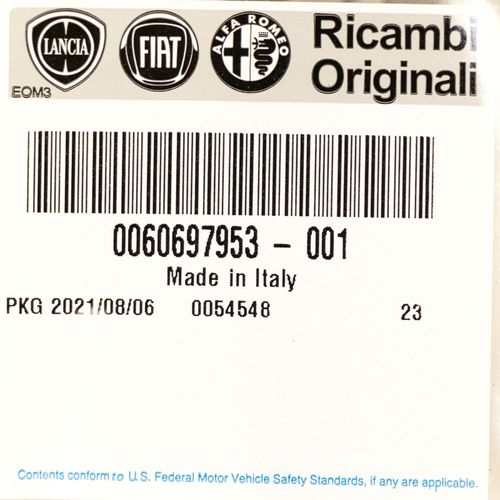 LANCIA
FIAT
ALFA ROMEO
Ricambi
Originali
EOM3
0060697953 - 001
Made in Italy
PKG 2021/08/06 0054548 23
Contents conform to U.S. Federal Motor Vehicle Safety Standards, if any are applicable.